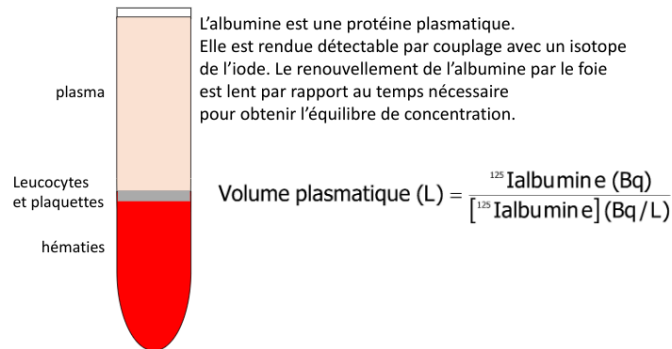 L’albumine est une protéine plasmatique.
Elle est rendue détectable par couplage avec un isotope
de l’iode. Le renouvellement de l’albumine par le foie
est lent par rapport au temps nécessaire
pour obtenir l’équilibre de concentration.
plasma
Leucocytes
et plaquettes
hématies
Volume plasmatique (L) = ¹²⁵Ialbumine (Bq) / [¹²⁵Ialbumine] (Bq/L)